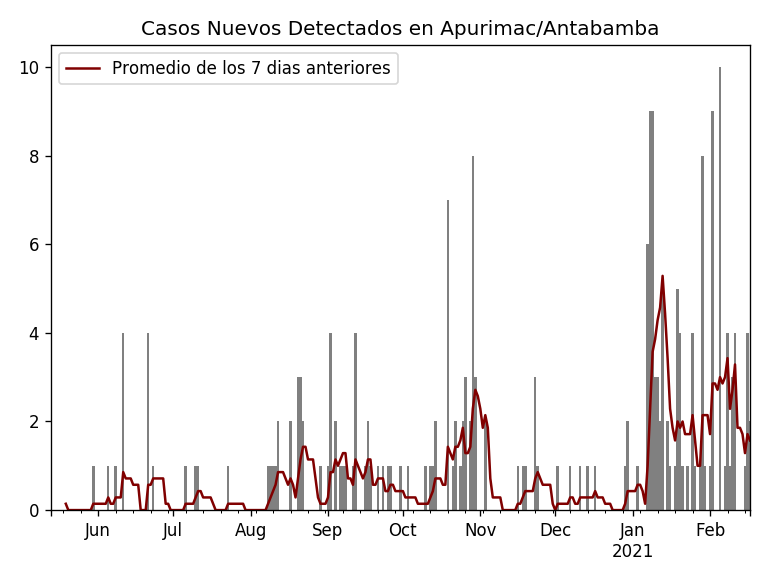 Casos Nuevos Detectados en Apurimac/Antabamba
Promedio de los 7 dias anteriores
10
8
6
4
2
0
Jun Jul Aug Sep Oct Nov Dec Jan Feb
2021